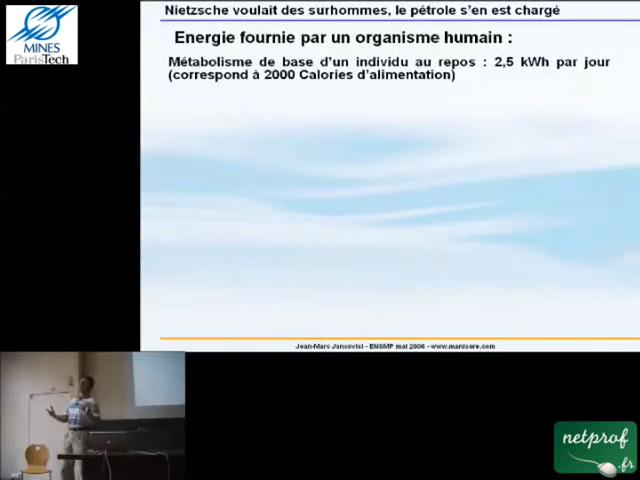 Nietzsche voulait des surhommes, le pétrole s'en est chargé
MINES
ParisTech
Energie fournie par un organisme humain :
Métabolisme de base d'un individu au repos : 2,5 kWh par jour
(correspond à 2000 Calories d'alimentation)
Jean-Marc Jancovici - ENSMP mai 2006 - www.manicore.com
netprof
.fr